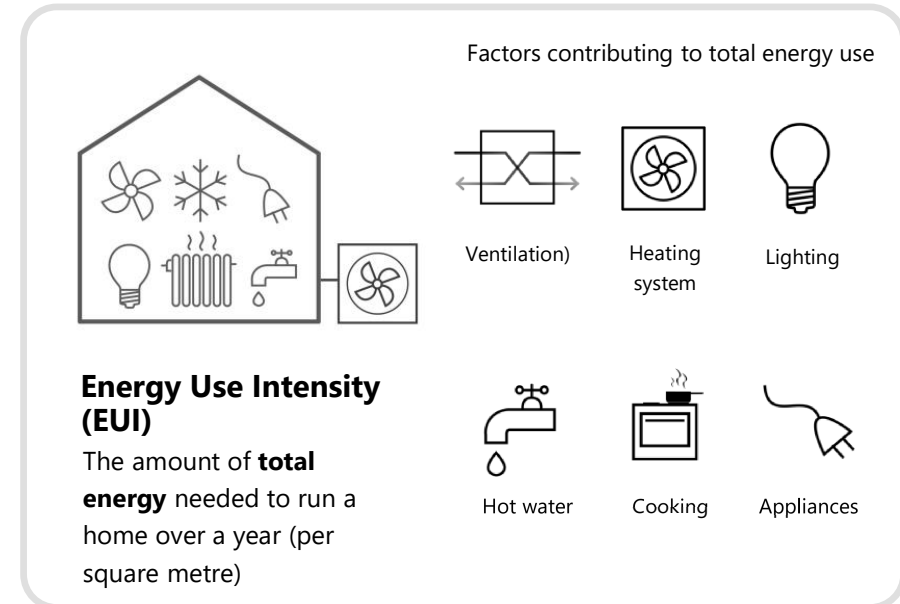 Factors contributing to total energy use
Ventilation)
Heating
system
Lighting
Energy Use Intensity
(EUI)
The amount of total
energy needed to run a
home over a year (per
square metre)
Hot water
Cooking
Appliances